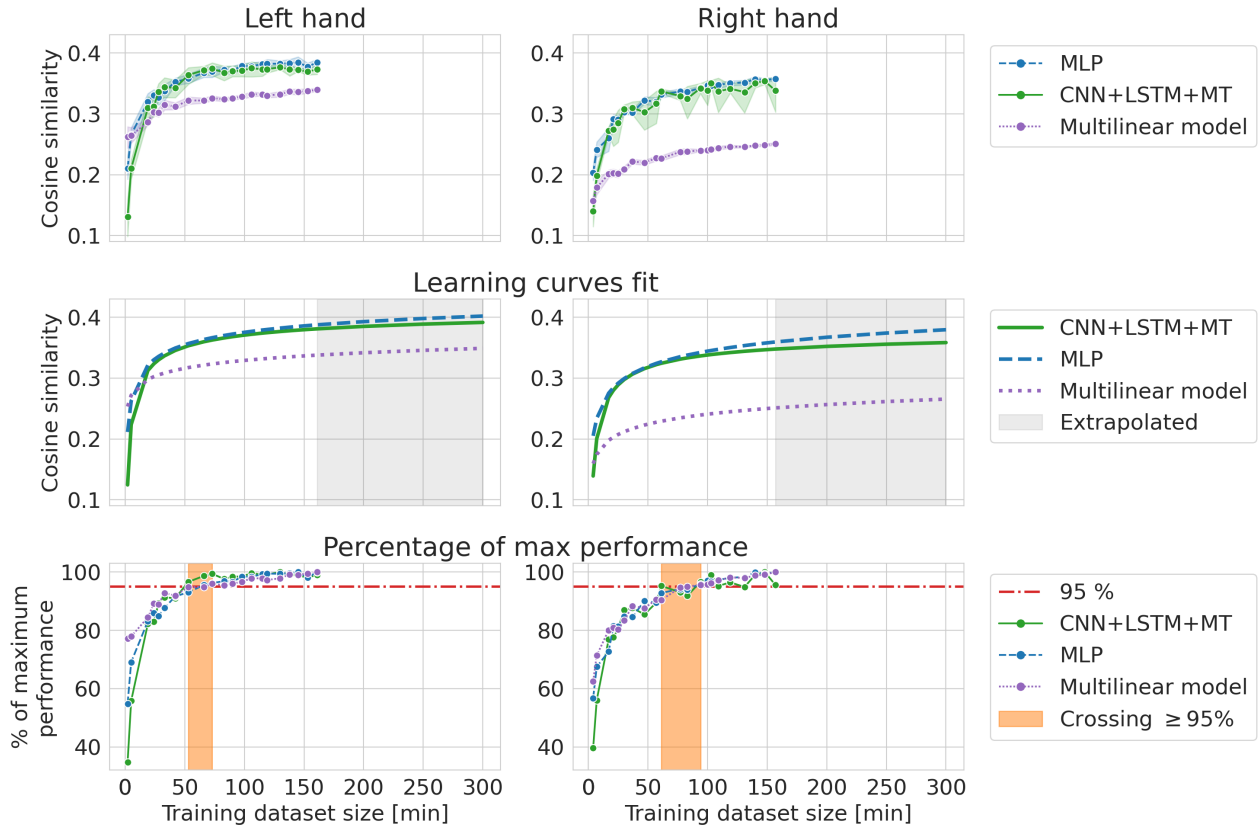 Left hand
Right hand
Cosine similarity
0.4
0.3
0.2
0.1
0.4
0.3
0.2
0.1
MLP
CNN+LSTM+MT
Multilinear model
Learning curves fit
Cosine similarity
0.4
0.3
0.2
0.1
0.4
0.3
0.2
0.1
CNN+LSTM+MT
MLP
Multilinear model
Extrapolated
Percentage of max performance
% of maximum
performance
100
80
60
40
100
80
60
40
0 50 100 150 200 250 300
0 50 100 150 200 250 300
Training dataset size [min]
Training dataset size [min]
95 %
CNN+LSTM+MT
MLP
Multilinear model
Crossing ≥95%